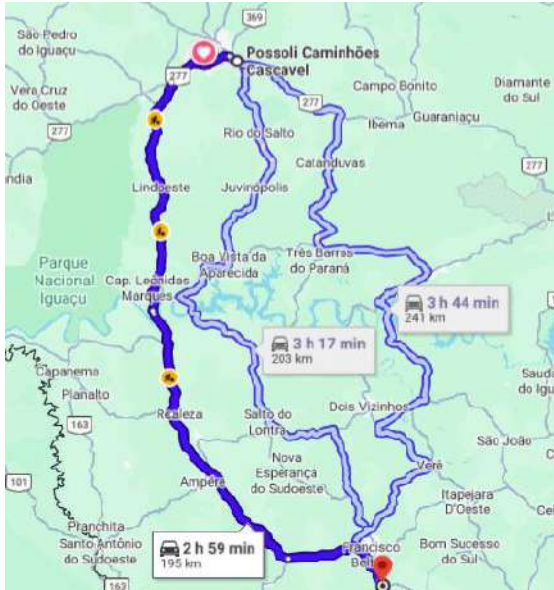 369
São Pedro
do Iguaçu
Possoli Caminhões
Cascavel
277
Vera Cruz
do Oeste
277
Campo Bonito
Diamante
do Sul
Ibema
Guaraniaçu
277
Rio do Salto
Catanduvas
277
ndia
Lindoeste
Juvinópolis
Boa Vista da
Aparecida
Três Barras
do Paraná
Parque
Nacional
Iguaçu
Cap. Leônidas
Marques
3 h 44 min
241 km
3 h 17 min
203 km
Capanema
Planalto
Realeza
Salto do
Lontra
Dois Vizinhos
Sauda
do Igu
163
São João
101
Ampére
Nova
Esperança
do Sudoeste
Verê
Itapejara
D'Oeste
Pranchita
Santo Antônio
do Sudoeste
2 h 59 min
195 km
Francisco
Bel
Bom Sucesso
do Sul
163